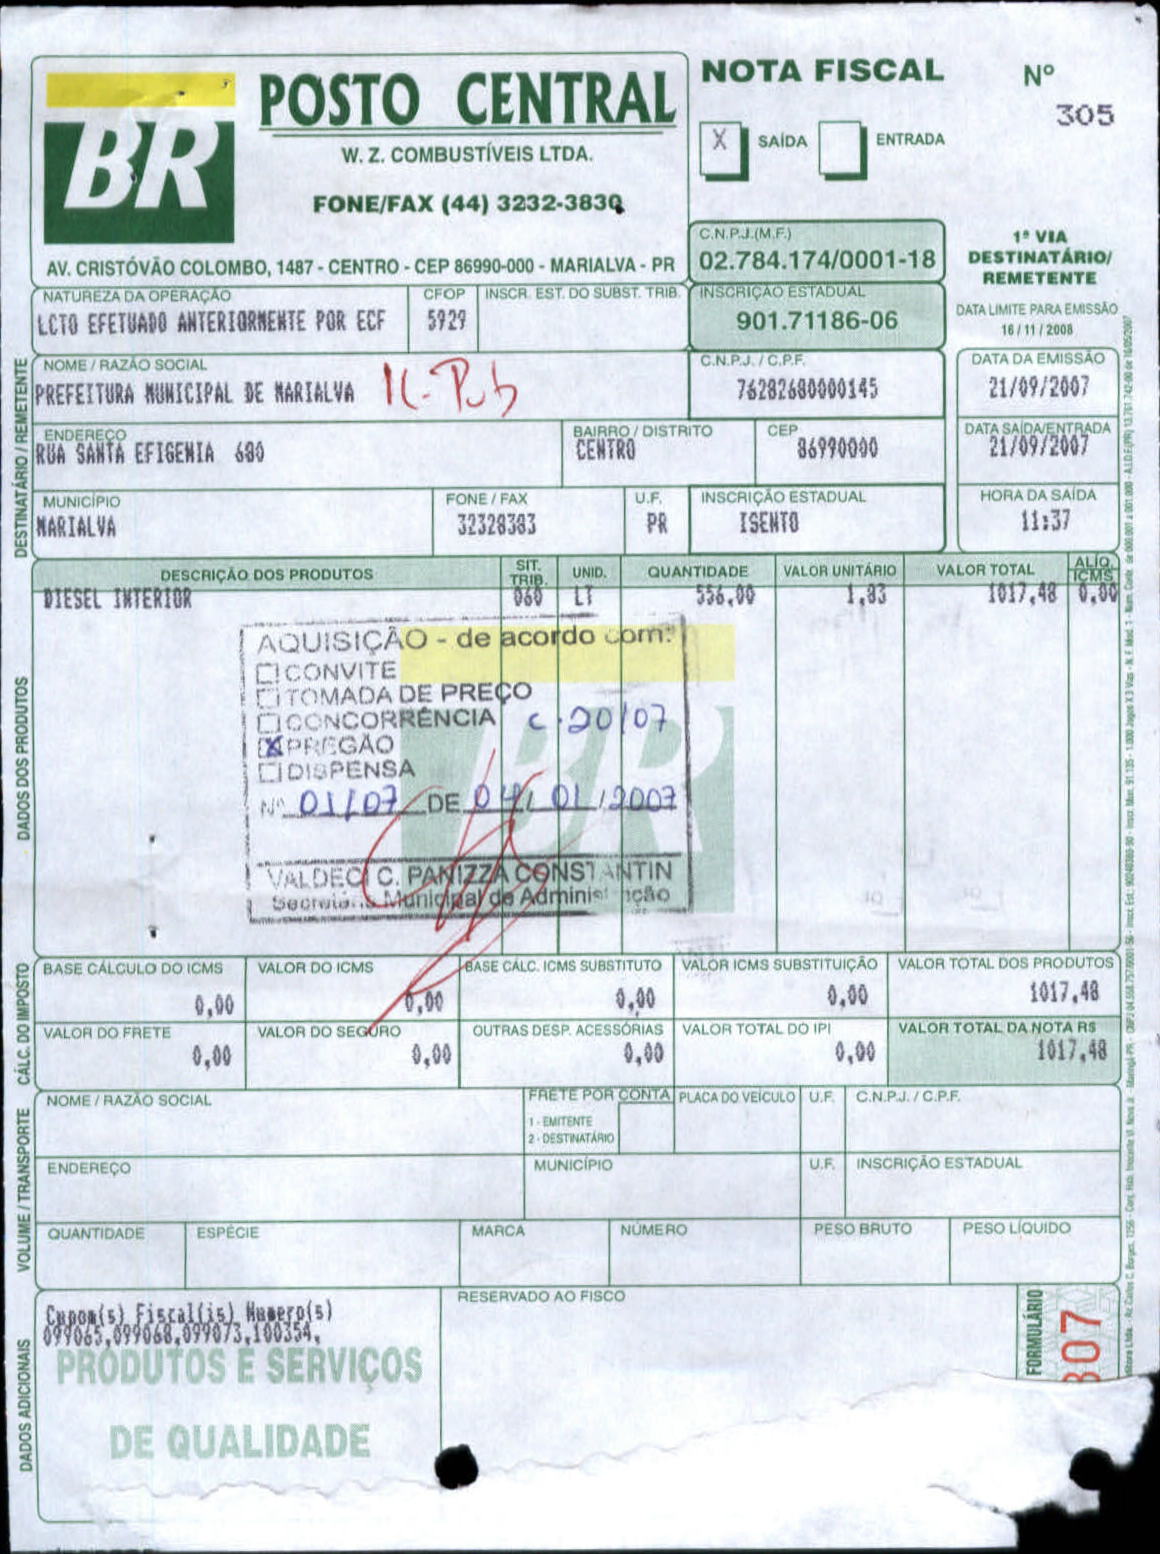 BR
POSTO CENTRAL
W. Z. COMBUSTÍVEIS LTDA.
FONE/FAX (44) 3232-3830
AV. CRISTÓVÃO COLOMBO, 1487 - CENTRO - CEP 86990-000 - MARIALVA - PR
NOTA FISCAL Nº
305
X SAÍDA ENTRADA
C.N.P.J.(M.F.)
02.784.174/0001-18
INSCRIÇÃO ESTADUAL
901.71186-06
1ª VIA
DESTINATÁRIO/
REMETENTE
DATA LIMITE PARA EMISSÃO
16/11/2008
NATUREZA DA OPERAÇÃO CFOP INSCR. EST. DO SUBST. TRIB.
LCTO EFETUADO ANTERIORMENTE POR ECF 5929
DESTINATÁRIO / REMETENTE
NOME / RAZÃO SOCIAL C.N.P.J. / C.P.F. DATA DA EMISSÃO
PREFEITURA MUNICIPAL DE MARIALVA 76282680000145 21/09/2007
ENDEREÇO BAIRRO / DISTRITO CEP DATA SAÍDA/ENTRADA
RUA SANTA EFIGENIA 680 CENTRO 86990000 21/09/2007
MUNICÍPIO FONE / FAX U.F. INSCRIÇÃO ESTADUAL HORA DA SAÍDA
MARIALVA 32328383 PR ISENTO 11:37
DADOS DOS PRODUTOS
DESCRIÇÃO DOS PRODUTOS SIT. TRIB. UNID. QUANTIDADE VALOR UNITÁRIO VALOR TOTAL ALÍQ. ICMS
DIESEL INTERIOR 060 LT 556,00 1,83 1017,48 0,00
AQUISIÇÃO - de acordo com:
CONVITE
TOMADA DE PREÇO
CONCORRÊNCIA C.20/07
X PREGÃO
DISPENSA
Nº 01/07 DE 04/01/2007
VALDECI C. PANIZZA CONSTANTIN
Secretária Municipal de Administração
BR
CÁLC. DO IMPOSTO
BASE CÁLCULO DO ICMS VALOR DO ICMS BASE CÁLC. ICMS SUBSTITUTO VALOR ICMS SUBSTITUIÇÃO VALOR TOTAL DOS PRODUTOS
0,00 0,00 0,00 0,00 1017,48
VALOR DO FRETE VALOR DO SEGURO OUTRAS DESP. ACESSÓRIAS VALOR TOTAL DO IPI VALOR TOTAL DA NOTA R$
0,00 0,00 0,00 0,00 1017,48
VOLUME / TRANSPORTE
NOME / RAZÃO SOCIAL FRETE POR CONTA PLACA DO VEÍCULO U.F. C.N.P.J. / C.P.F.
1 - EMITENTE
2 - DESTINATÁRIO
ENDEREÇO MUNICÍPIO U.F. INSCRIÇÃO ESTADUAL
QUANTIDADE ESPÉCIE MARCA NÚMERO PESO BRUTO PESO LÍQUIDO
DADOS ADICIONAIS
Cupom(s) Fiscal(is) Numero(s)
099065,099068,099073,100354,
PRODUTOS E SERVIÇOS
DE QUALIDADE
RESERVADO AO FISCO
FORMULÁRIO
307